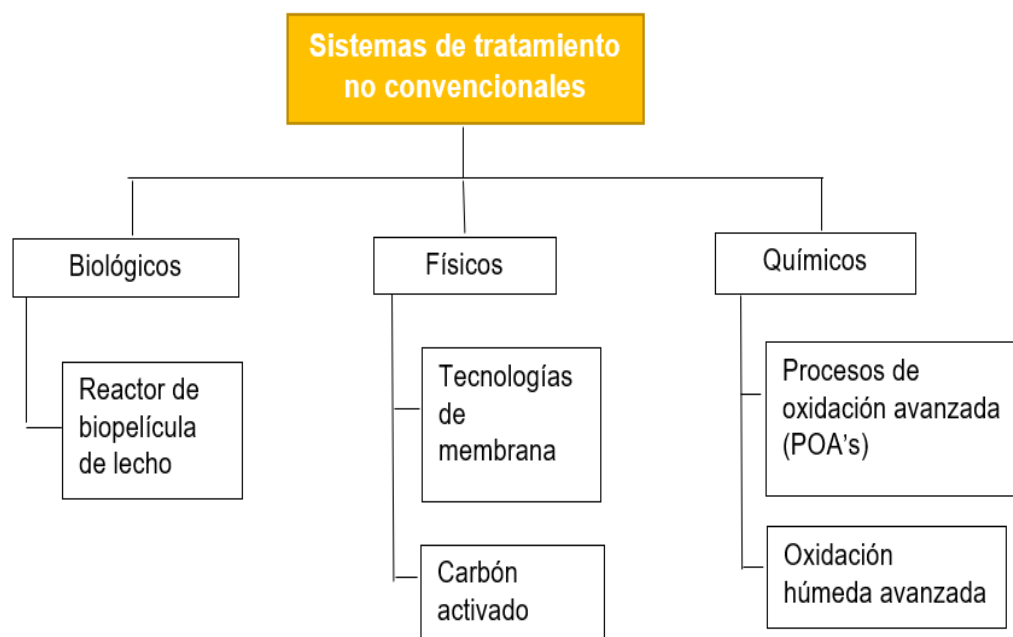 Sistemas de tratamiento
no convencionales
Biológicos
Físicos
Químicos
Reactor de
biopelícula
de lecho
Tecnologías
de
membrana
Carbón
activado
Procesos de
oxidación avanzada
(POA’s)
Oxidación
húmeda avanzada